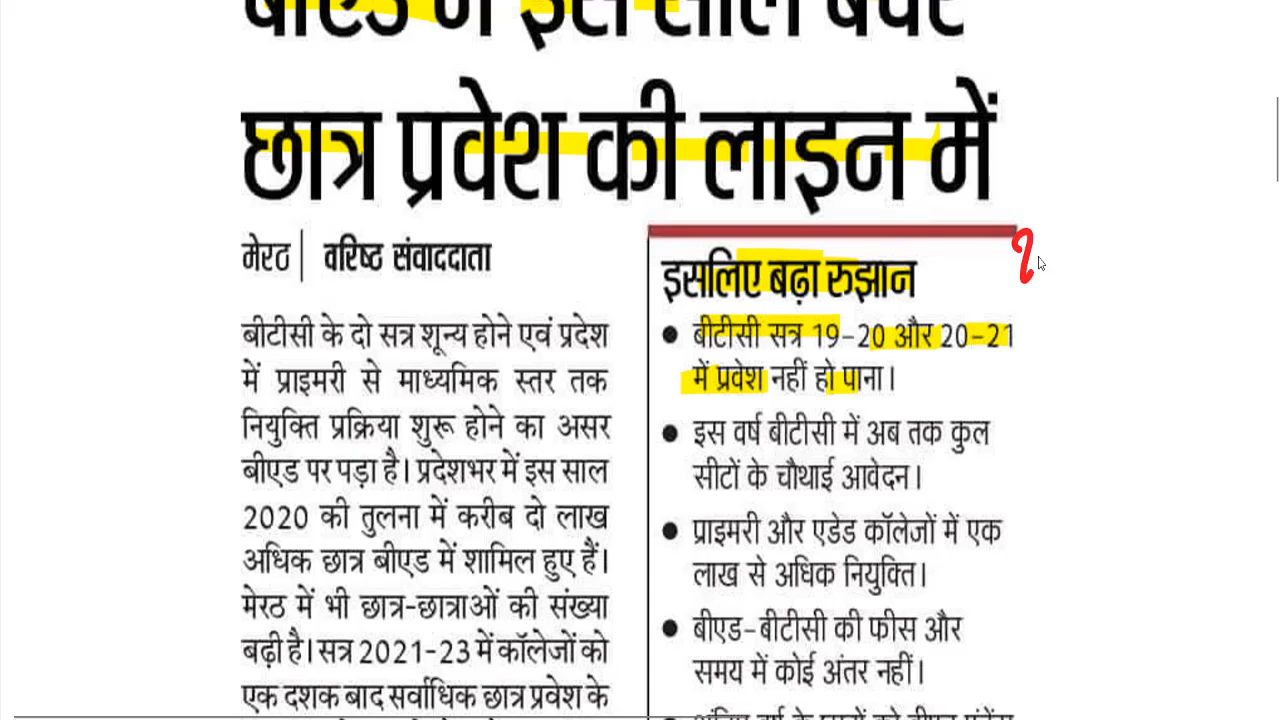 बीएड में इस साल बंपर
छात्र प्रवेश की लाइन में
मेरठ | वरिष्ठ संवाददाता
बीटीसी के दो सत्र शून्य होने एवं प्रदेश
में प्राइमरी से माध्यमिक स्तर तक
नियुक्ति प्रक्रिया शुरू होने का असर
बीएड पर पड़ा है। प्रदेशभर में इस साल
2020 की तुलना में करीब दो लाख
अधिक छात्र बीएड में शामिल हुए हैं।
मेरठ में भी छात्र-छात्राओं की संख्या
बढ़ी है। सत्र 2021-23 में कॉलेजों को
एक दशक बाद सर्वाधिक छात्र प्रवेश के
इसलिए बढ़ा रुझान
● बीटीसी सत्र 19-20 और 20-21
में प्रवेश नहीं हो पाना।
● इस वर्ष बीटीसी में अब तक कुल
सीटों के चौथाई आवेदन।
● प्राइमरी और एडेड कॉलेजों में एक
लाख से अधिक नियुक्ति।
● बीएड-बीटीसी की फीस और
समय में कोई अंतर नहीं।